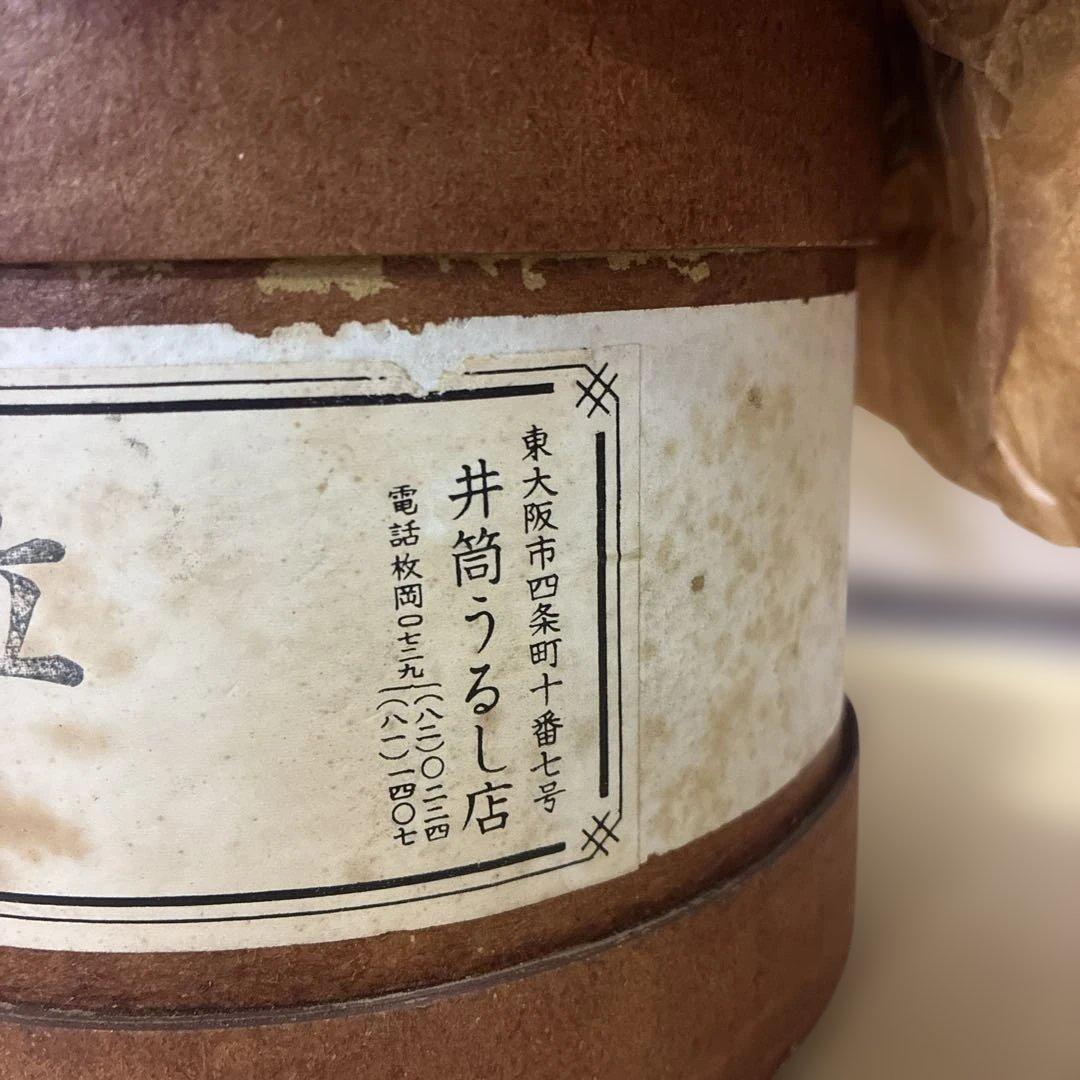 東大阪市四条町十番七号
井筒うるし店
電話枚岡〇七二九(八二)〇二二四
(八一)一四〇七